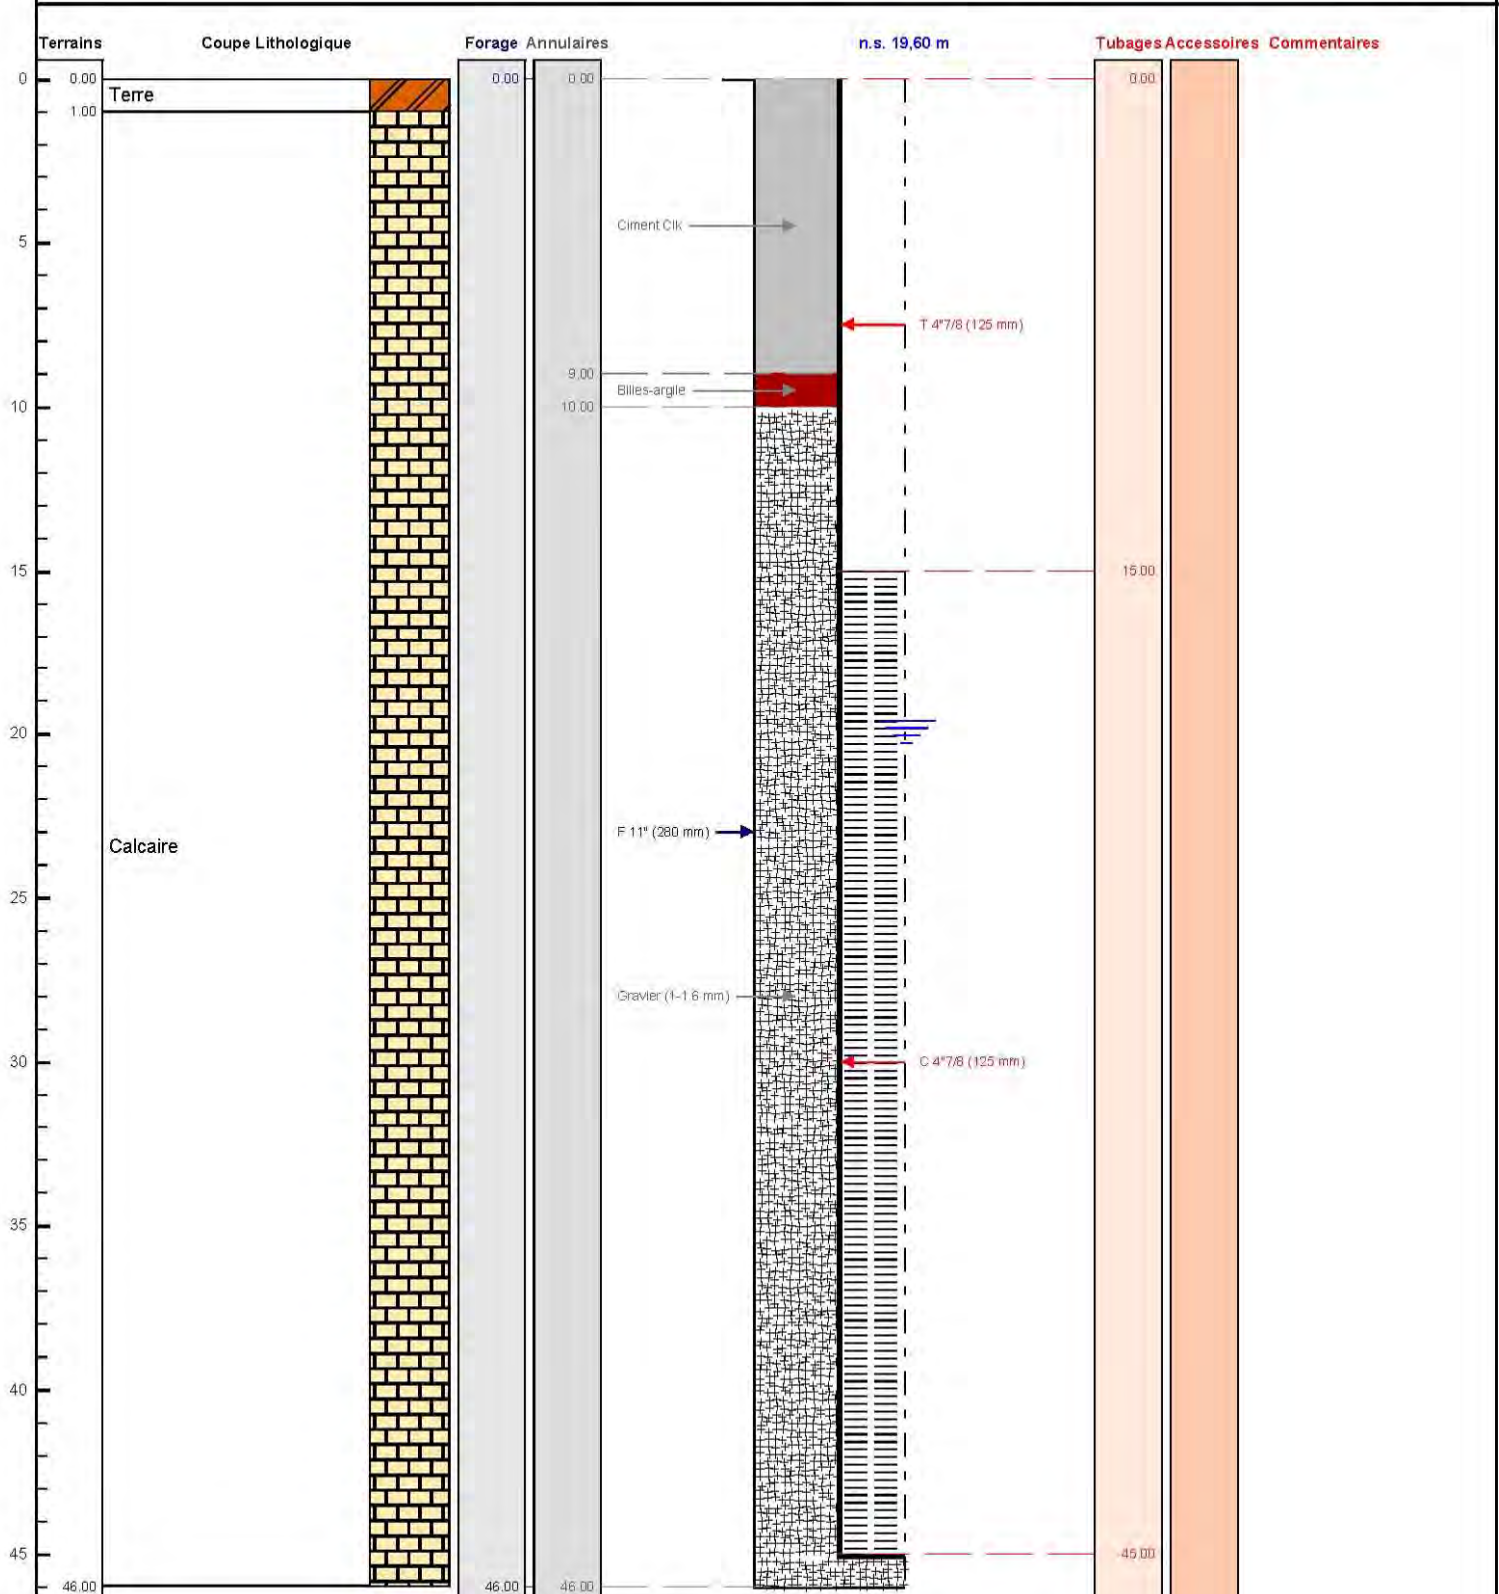 Terrains Coupe Lithologique Forage Annulaires n.s. 19,60 m Tubages Accessoires Commentaires
0 0.00 0.00 0.00 0.00
Terre
1.00
Ciment Clk
5
T 4"7/8 (125 mm)
9,00
Billes-argile
10 10.00
15 15.00
20
F 11" (280 mm)
Calcaire
25
Gravier (1-1.6 mm)
30 C 4"7/8 (125 mm)
35
40
45 45.00
46.00 46.00 46.00